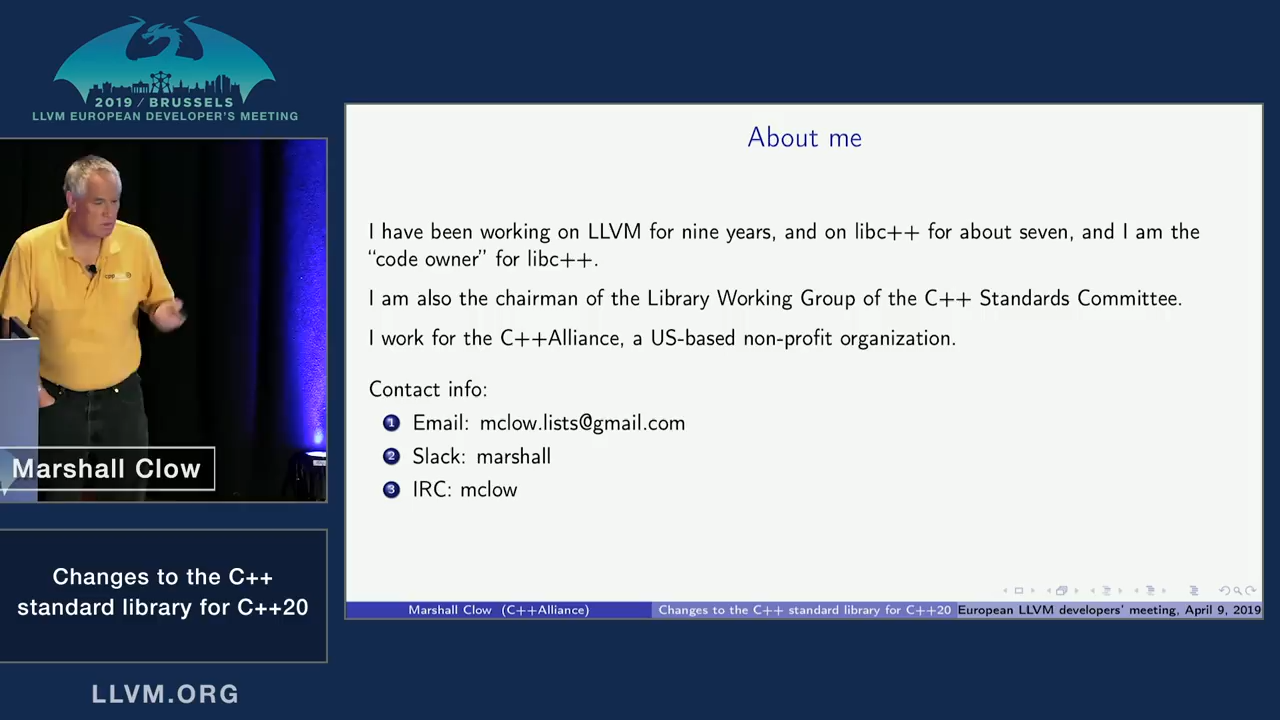 2019 / BRUSSELS
LLVM EUROPEAN DEVELOPER'S MEETING
Marshall Clow
Changes to the C++
standard library for C++20
LLVM.ORG
About me
I have been working on LLVM for nine years, and on libc++ for about seven, and I am the
“code owner” for libc++.
I am also the chairman of the Library Working Group of the C++ Standards Committee.
I work for the C++Alliance, a US-based non-profit organization.
Contact info:
1 Email: mclow.lists@gmail.com
2 Slack: marshall
3 IRC: mclow
Marshall Clow (C++Alliance) Changes to the C++ standard library for C++20 European LLVM developers' meeting, April 9, 2019